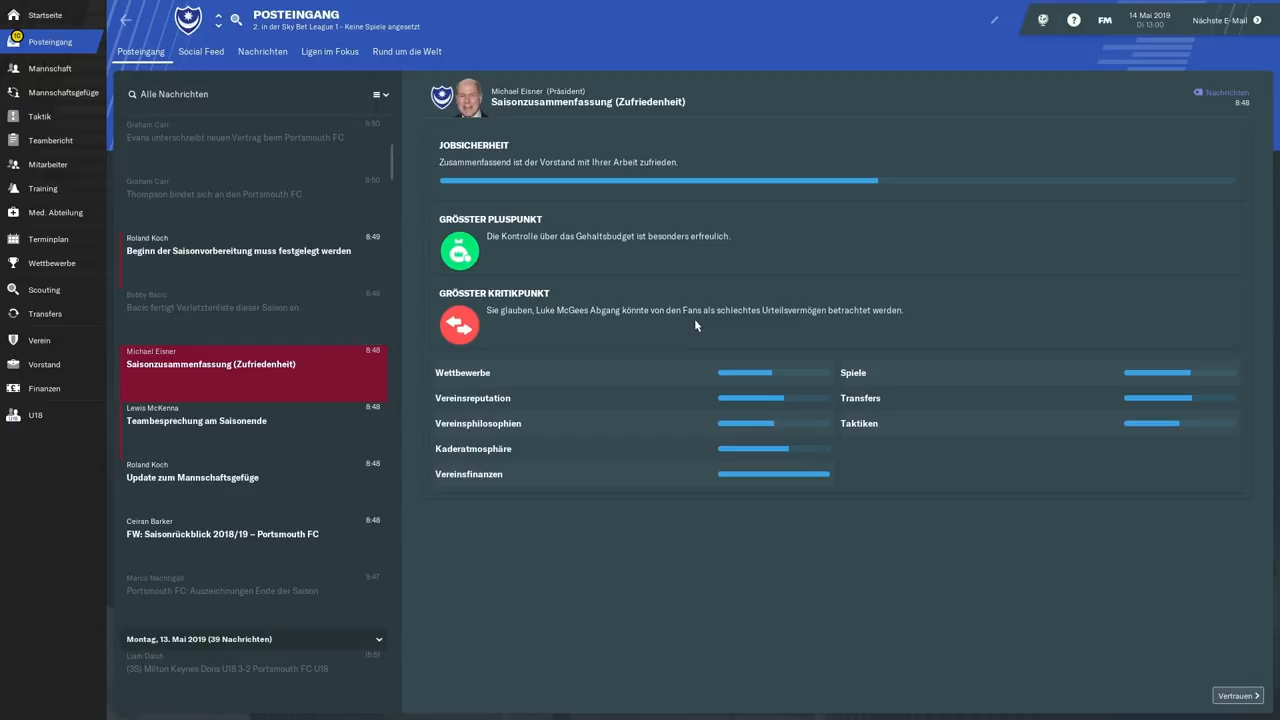 Startseite
10
Posteingang
Mannschaft
Mannschaftsgefüge
Taktik
Teambericht
Mitarbeiter
Training
Med. Abteilung
Terminplan
Wettbewerbe
Scouting
Transfers
Verein
Vorstand
Finanzen
U18
POSTEINGANG
2. in der Sky Bet League 1 - Keine Spiele angesetzt
?
FM
14 Mai 2019
Di 13:00
Nächste E-Mail
Posteingang
Social Feed
Nachrichten
Ligen im Fokus
Rund um die Welt
Alle Nachrichten
Graham Carr
8:50
Evans unterschreibt neuen Vertrag beim Portsmouth FC
Graham Carr
8:50
Thompson bindet sich an den Portsmouth FC
Roland Koch
8:49
Beginn der Saisonvorbereitung muss festgelegt werden
Bobby Bacic
8:49
Bacic fertigt Verletztenliste dieser Saison an
Michael Eisner
8:48
Saisonzusammenfassung (Zufriedenheit)
Lewis McKenna
8:48
Teambesprechung am Saisonende
Roland Koch
8:48
Update zum Mannschaftsgefüge
Ceiran Barker
8:48
FW: Saisonrückblick 2018/19 – Portsmouth FC
Marco Nachtigall
8:47
Portsmouth FC: Auszeichnungen Ende der Saison
Montag, 13. Mai 2019 (39 Nachrichten)
Liam Daish
15:51
(3S) Milton Keynes Dons U18 3-2 Portsmouth FC U18
Michael Eisner (Präsident)
Saisonzusammenfassung (Zufriedenheit)
Nachrichten
8:48
JOBSICHERHEIT
Zusammenfassend ist der Vorstand mit Ihrer Arbeit zufrieden.
GRÖSSTER PLUSPUNKT
Die Kontrolle über das Gehaltsbudget ist besonders erfreulich.
GRÖSSTER KRITIKPUNKT
Sie glauben, Luke McGees Abgang könnte von den Fans als schlechtes Urteilsvermögen betrachtet werden.
Wettbewerbe
Vereinsreputation
Vereinsphilosophien
Kaderatmosphäre
Vereinsfinanzen
Spiele
Transfers
Taktiken
Vertrauen